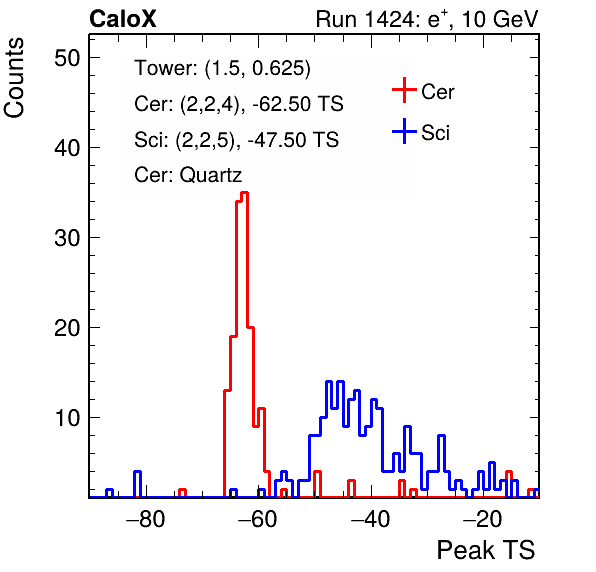 CaloX Run 1424: e⁺, 10 GeV
Counts
50
40
30
20
10
Tower: (1.5, 0.625)
Cer: (2,2,4), -62.50 TS
Sci: (2,2,5), -47.50 TS
Cer: Quartz
Cer
Sci
−80 −60 −40 −20
Peak TS